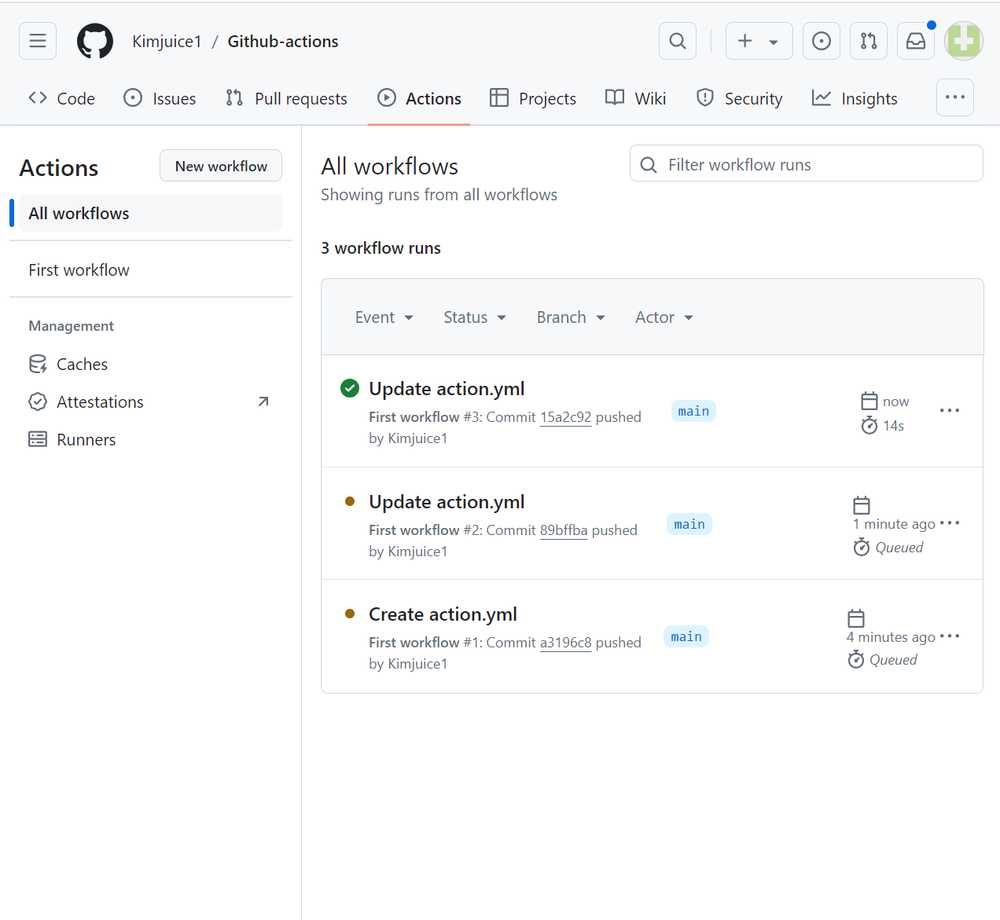 Kimjuice1 / Github-actions
Code Issues Pull requests Actions Projects Wiki Security Insights
Actions
New workflow
All workflows
First workflow
Management
Caches
Attestations
Runners
All workflows
Showing runs from all workflows
Filter workflow runs
3 workflow runs
Event Status Branch Actor
Update action.yml
First workflow #3: Commit 15a2c92 pushed
by Kimjuice1
main
now
14s
Update action.yml
First workflow #2: Commit 89bffba pushed
by Kimjuice1
main
1 minute ago
Queued
Create action.yml
First workflow #1: Commit a3196c8 pushed
by Kimjuice1
main
4 minutes ago
Queued